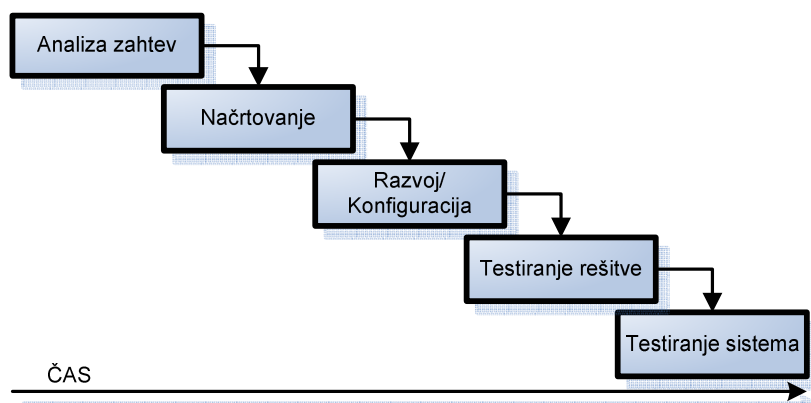 Analiza zahtev
Načrtovanje
Razvoj/
Konfiguracija
Testiranje rešitve
Testiranje sistema
ČAS